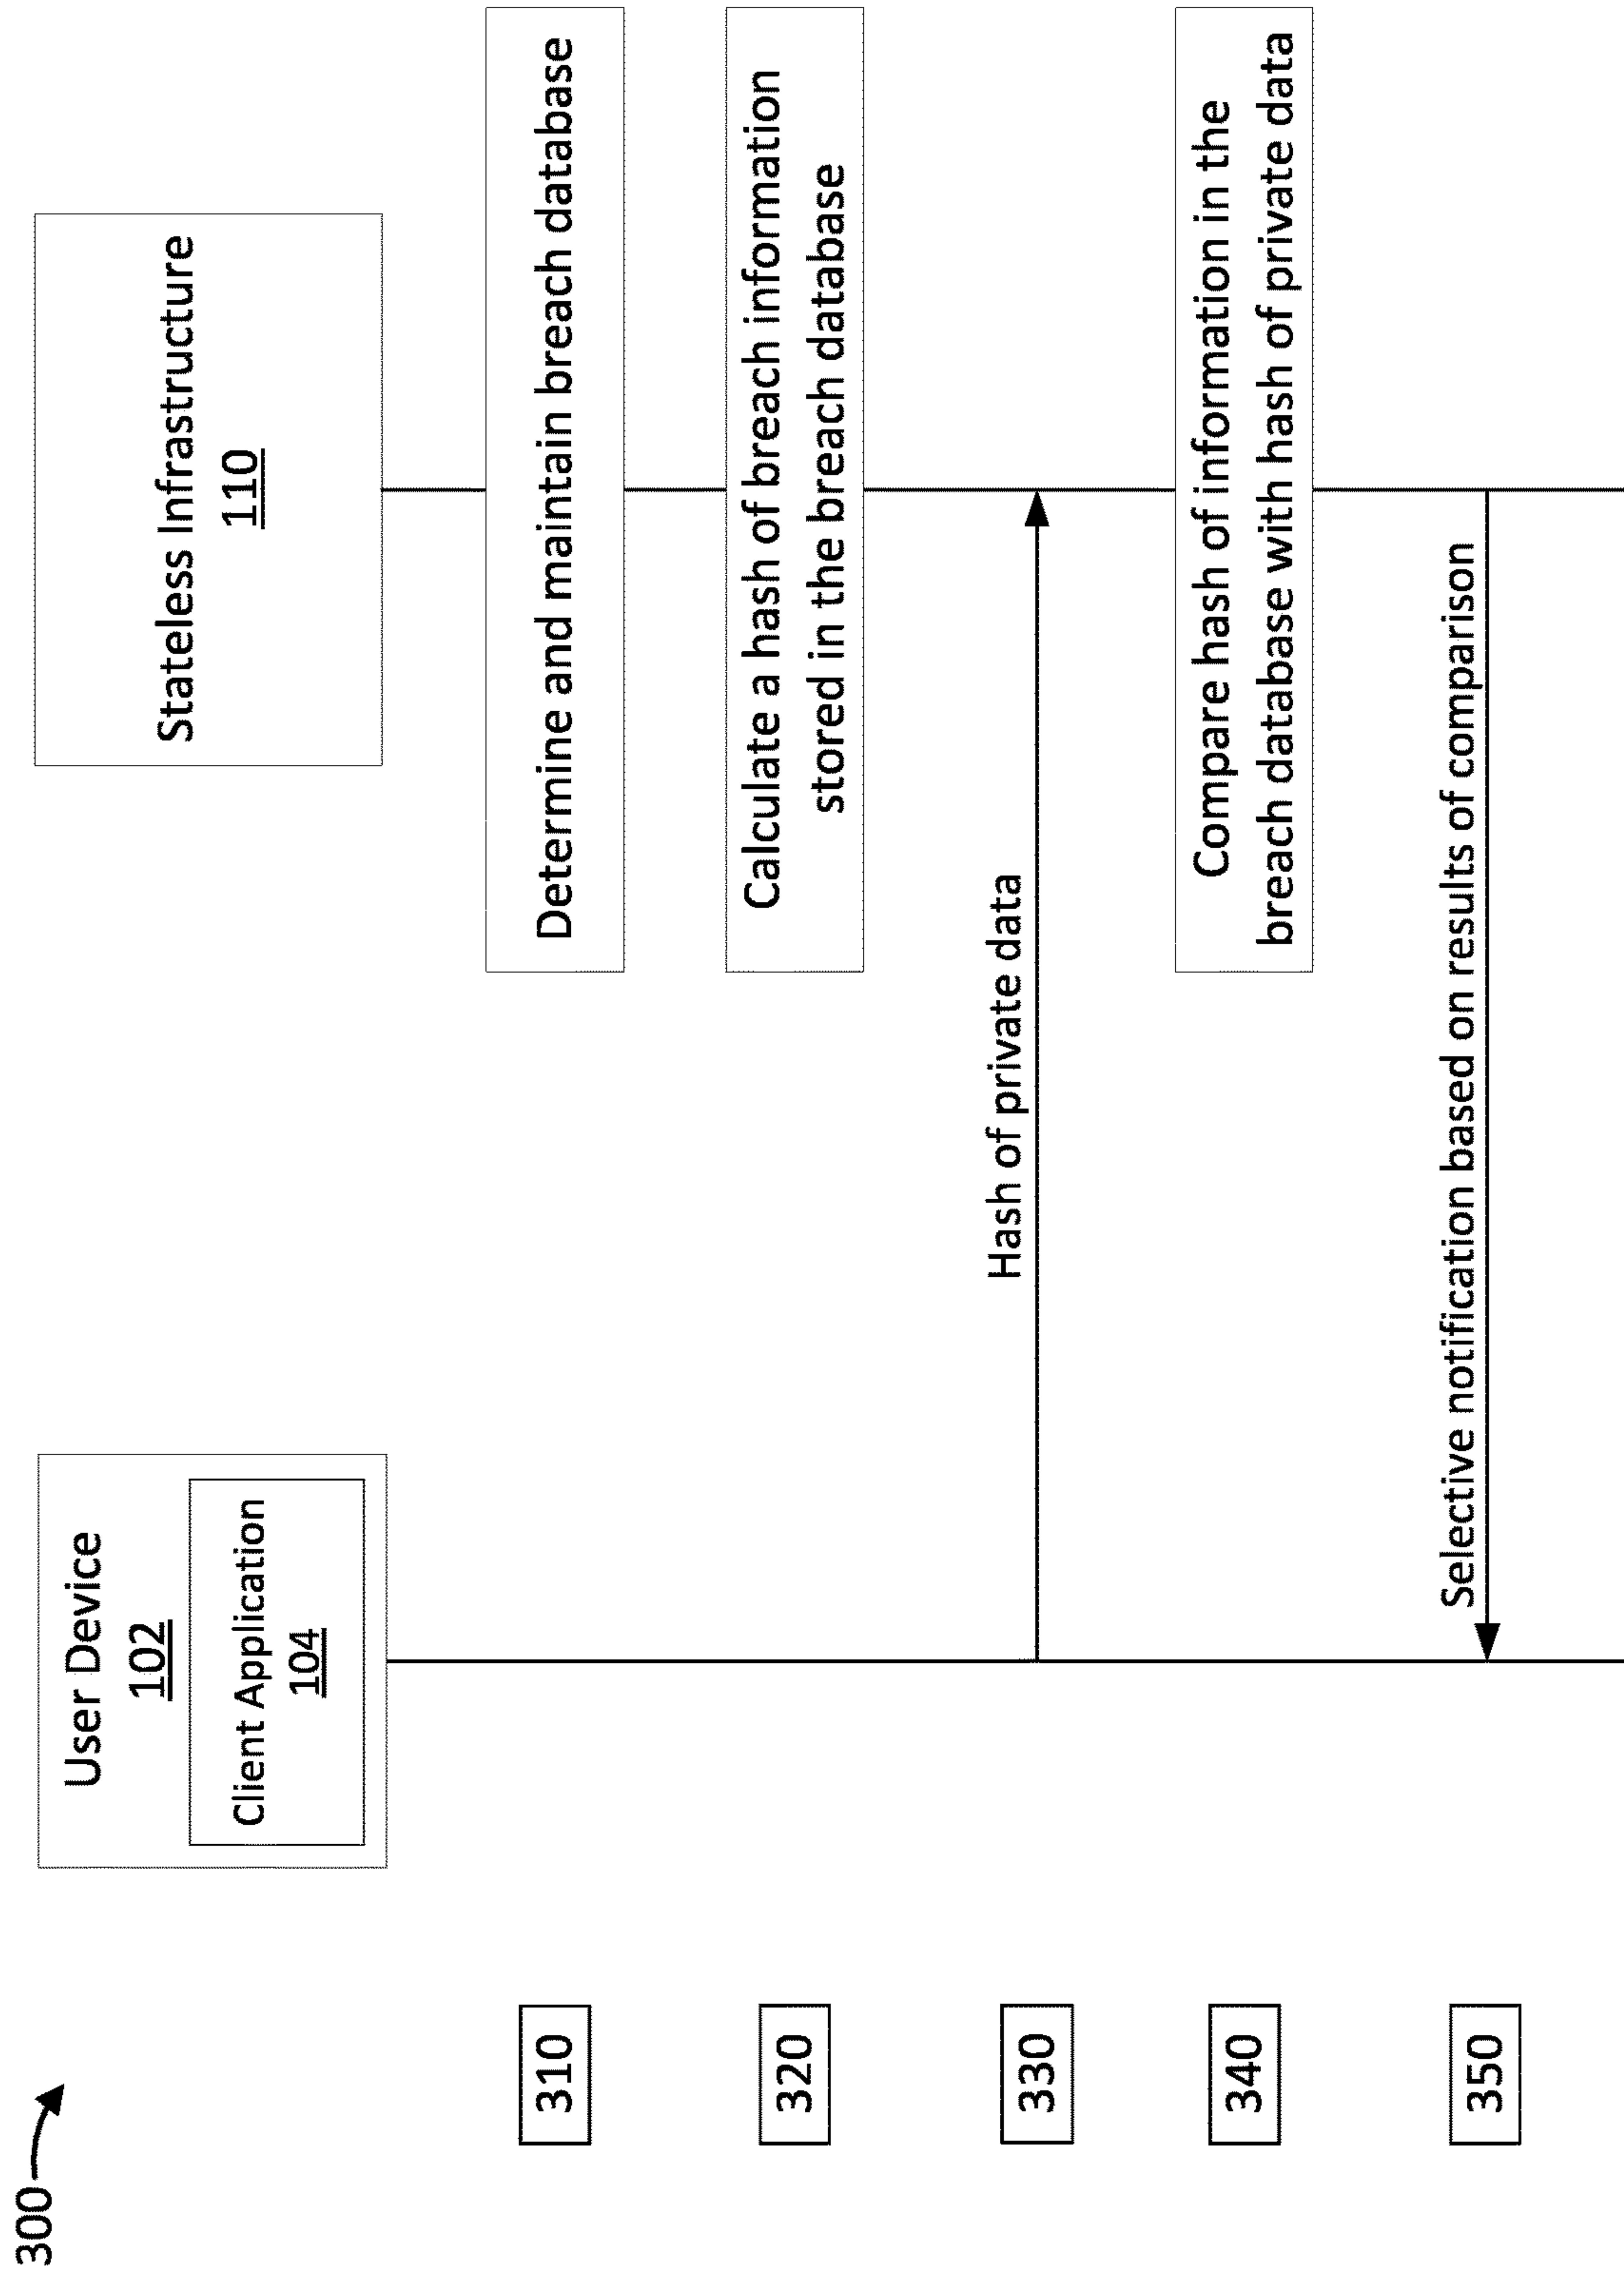 300
User Device
102
Client Application
104
Stateless Infrastructure
110
310
Determine and maintain breach database
320
Calculate a hash of breach information
stored in the breach database
330
Hash of private data
340
Compare hash of information in the
breach database with hash of private data
350
Selective notification based on results of comparison